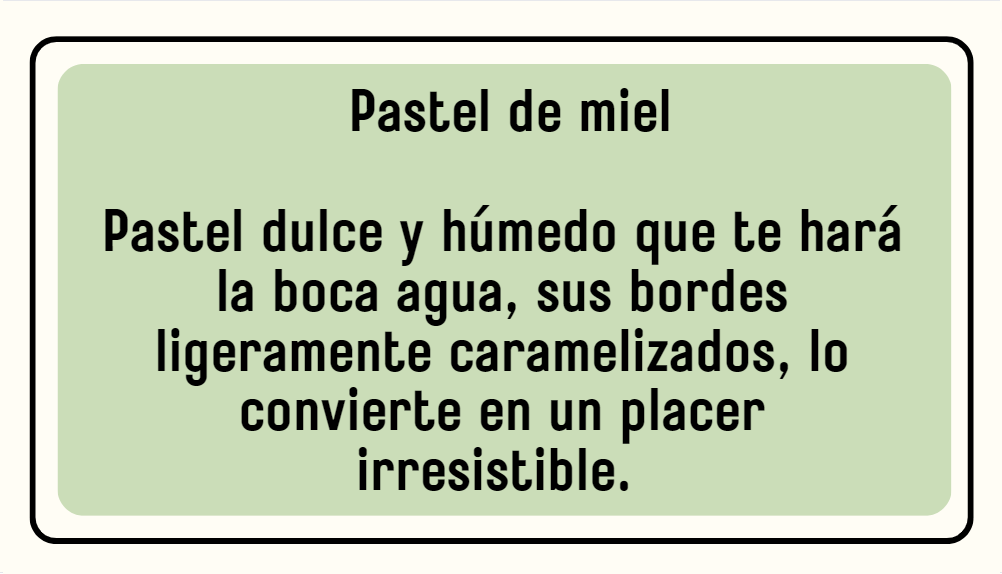 Pastel de miel
Pastel dulce y húmedo que te hará
la boca agua, sus bordes
ligeramente caramelizados, lo
convierte en un placer
irresistible.